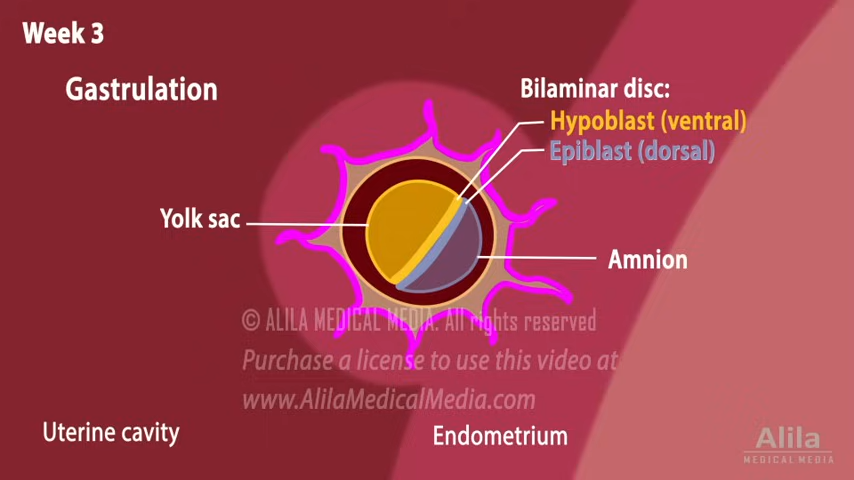 Week 3
Gastrulation
Bilaminar disc:
Hypoblast (ventral)
Epiblast (dorsal)
Yolk sac
Amnion
© ALILA MEDICAL MEDIA. All rights reserved
Purchase a license to use this video at
www.AlilaMedicalMedia.com
Uterine cavity
Endometrium
Alila
MEDICAL MEDIA